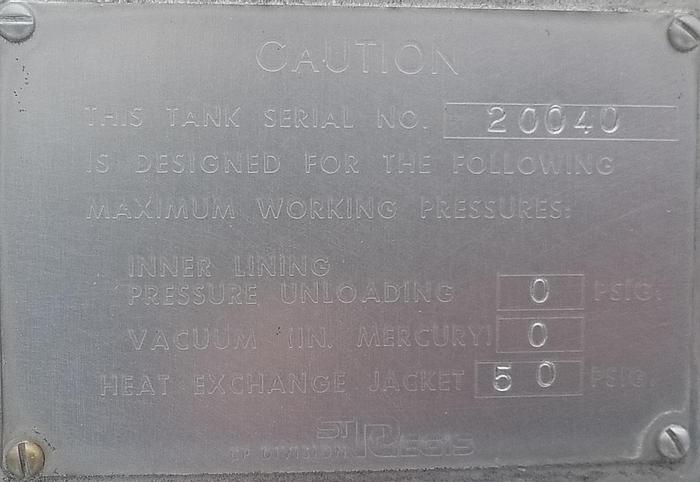 CAUTION
THIS TANK SERIAL NO. 20040
IS DESIGNED FOR THE FOLLOWING
MAXIMUM WORKING PRESSURES:
INNER LINING
PRESSURE UNLOADING 0 PSIG.
VACUUM (IN. MERCURY) 0
HEAT EXCHANGE JACKET 50 PSIG.
ST REGIS
DIVISION